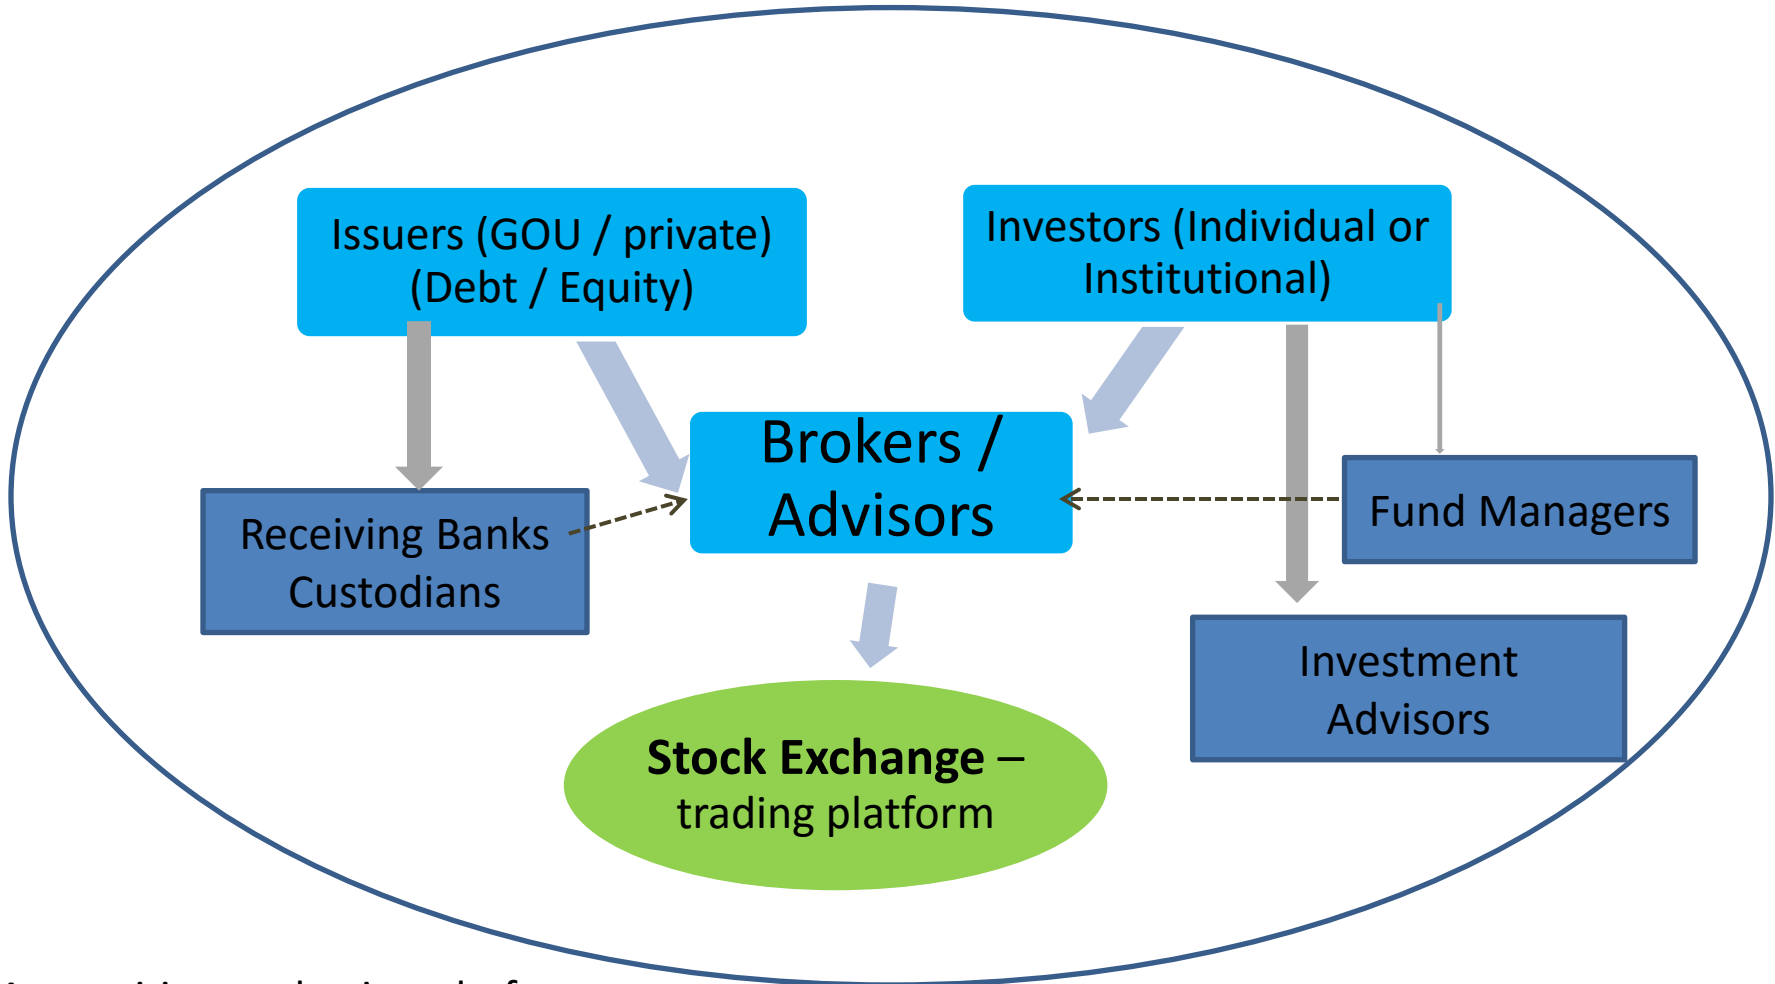 Issuers (GOU / private)
(Debt / Equity)
Investors (Individual or
Institutional)
Brokers /
Advisors
Receiving Banks
Custodians
Fund Managers
Investment
Advisors
Stock Exchange –
trading platform